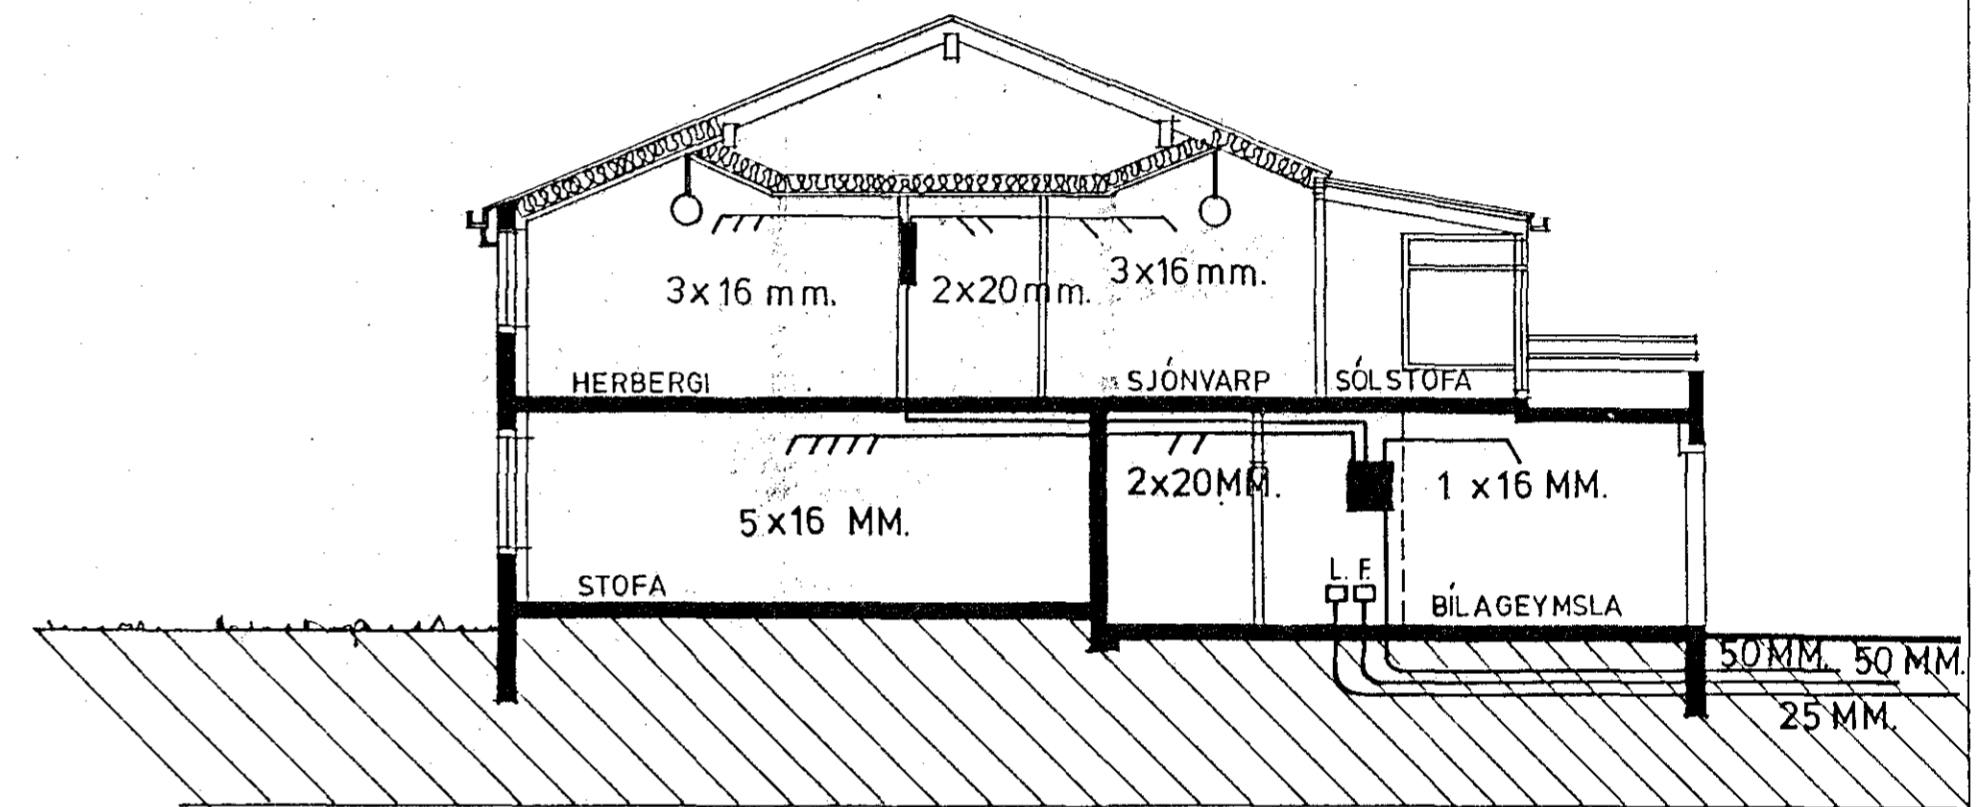 3x16 mm.
2x20mm.
3x16mm.
HERBERGI
SJÓNVARP
SÓLSTOFA
5x16 MM.
2x20MM.
1 x16 MM.
STOFA
L. F.
BÍLAGEYMSLA
50MM. 50 MM.
25 MM.